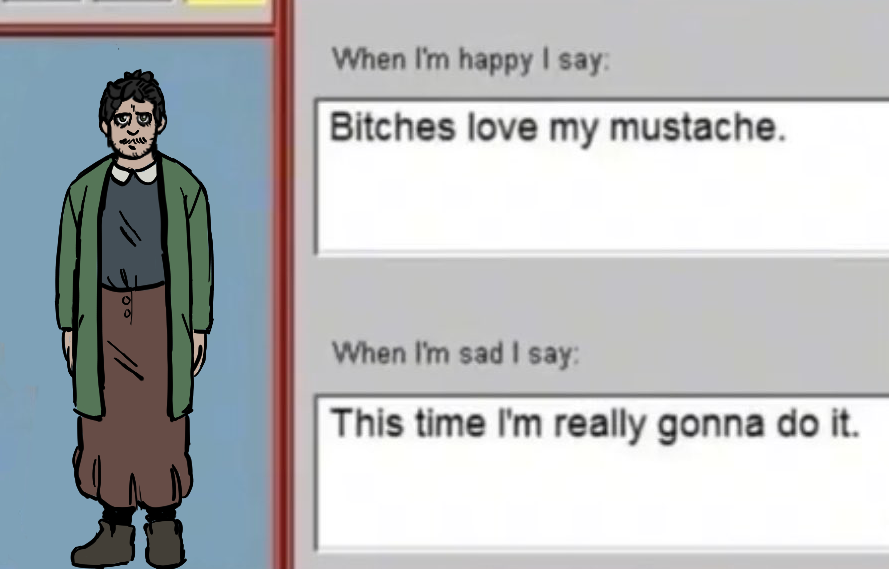 When I'm happy I say:
Bitches love my mustache.
When I'm sad I say:
This time I'm really gonna do it.